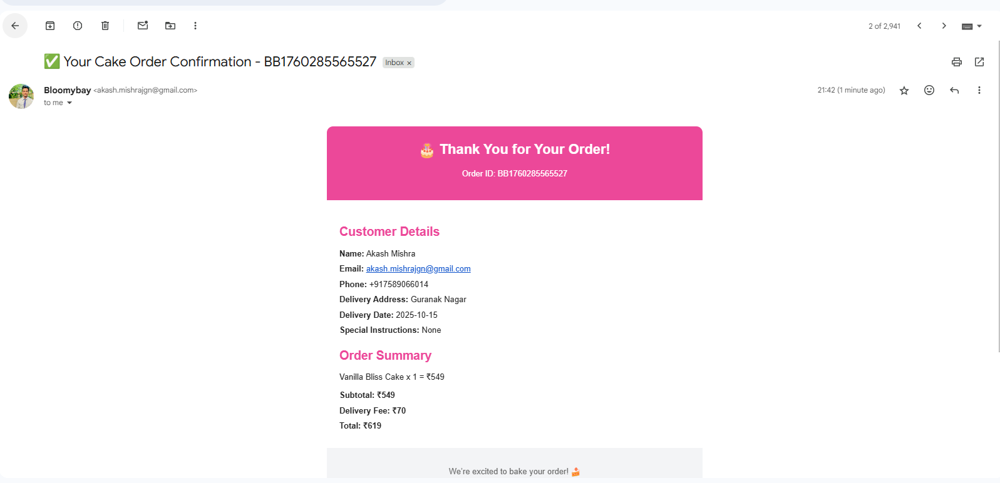 2 of 2,941
✅ Your Cake Order Confirmation - BB1760285565527 Inbox ×
Bloomybay <akash.mishrajgn@gmail.com> 21:42 (1 minute ago)
to me
🎂 Thank You for Your Order!
Order ID: BB1760285565527
Customer Details
Name: Akash Mishra
Email: akash.mishrajgn@gmail.com
Phone: +917589066014
Delivery Address: Guranak Nagar
Delivery Date: 2025-10-15
Special Instructions: None
Order Summary
Vanilla Bliss Cake x 1 = ₹549
Subtotal: ₹549
Delivery Fee: ₹70
Total: ₹619
We're excited to bake your order! 🍰